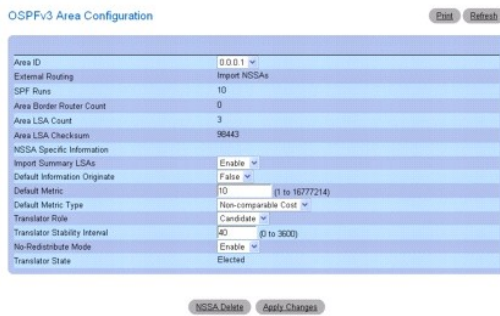 OSPFv3 Area Configuration
Print Refresh
Area ID 0.0.0.1
External Routing Import NSSAs
SPF Runs 10
Area Border Router Count 0
Area LSA Count 3
Area LSA Checksum 98443
NSSA Specific Information
Import Summary LSAs Enable
Default Information Originate False
Default Metric 10 (1 to 16777214)
Default Metric Type Non-comparable Cost
Translator Role Candidate
Translator Stability Interval 40 (0 to 3600)
No-Redistribute Mode Enable
Translator State Elected
NSSA Delete Apply Changes